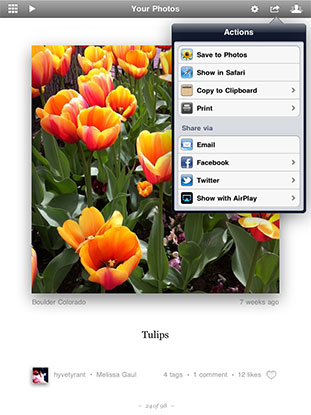 Your Photos
Actions
Save to Photos
Show in Safari
Copy to Clipboard
Print
Share via
Email
Facebook
Twitter
Show with AirPlay
Boulder Colorado
7 weeks ago
Tulips
hyvetyrant • Melissa Gaul
4 tags • 1 comment • 12 likes
~ 24 of 96 ~